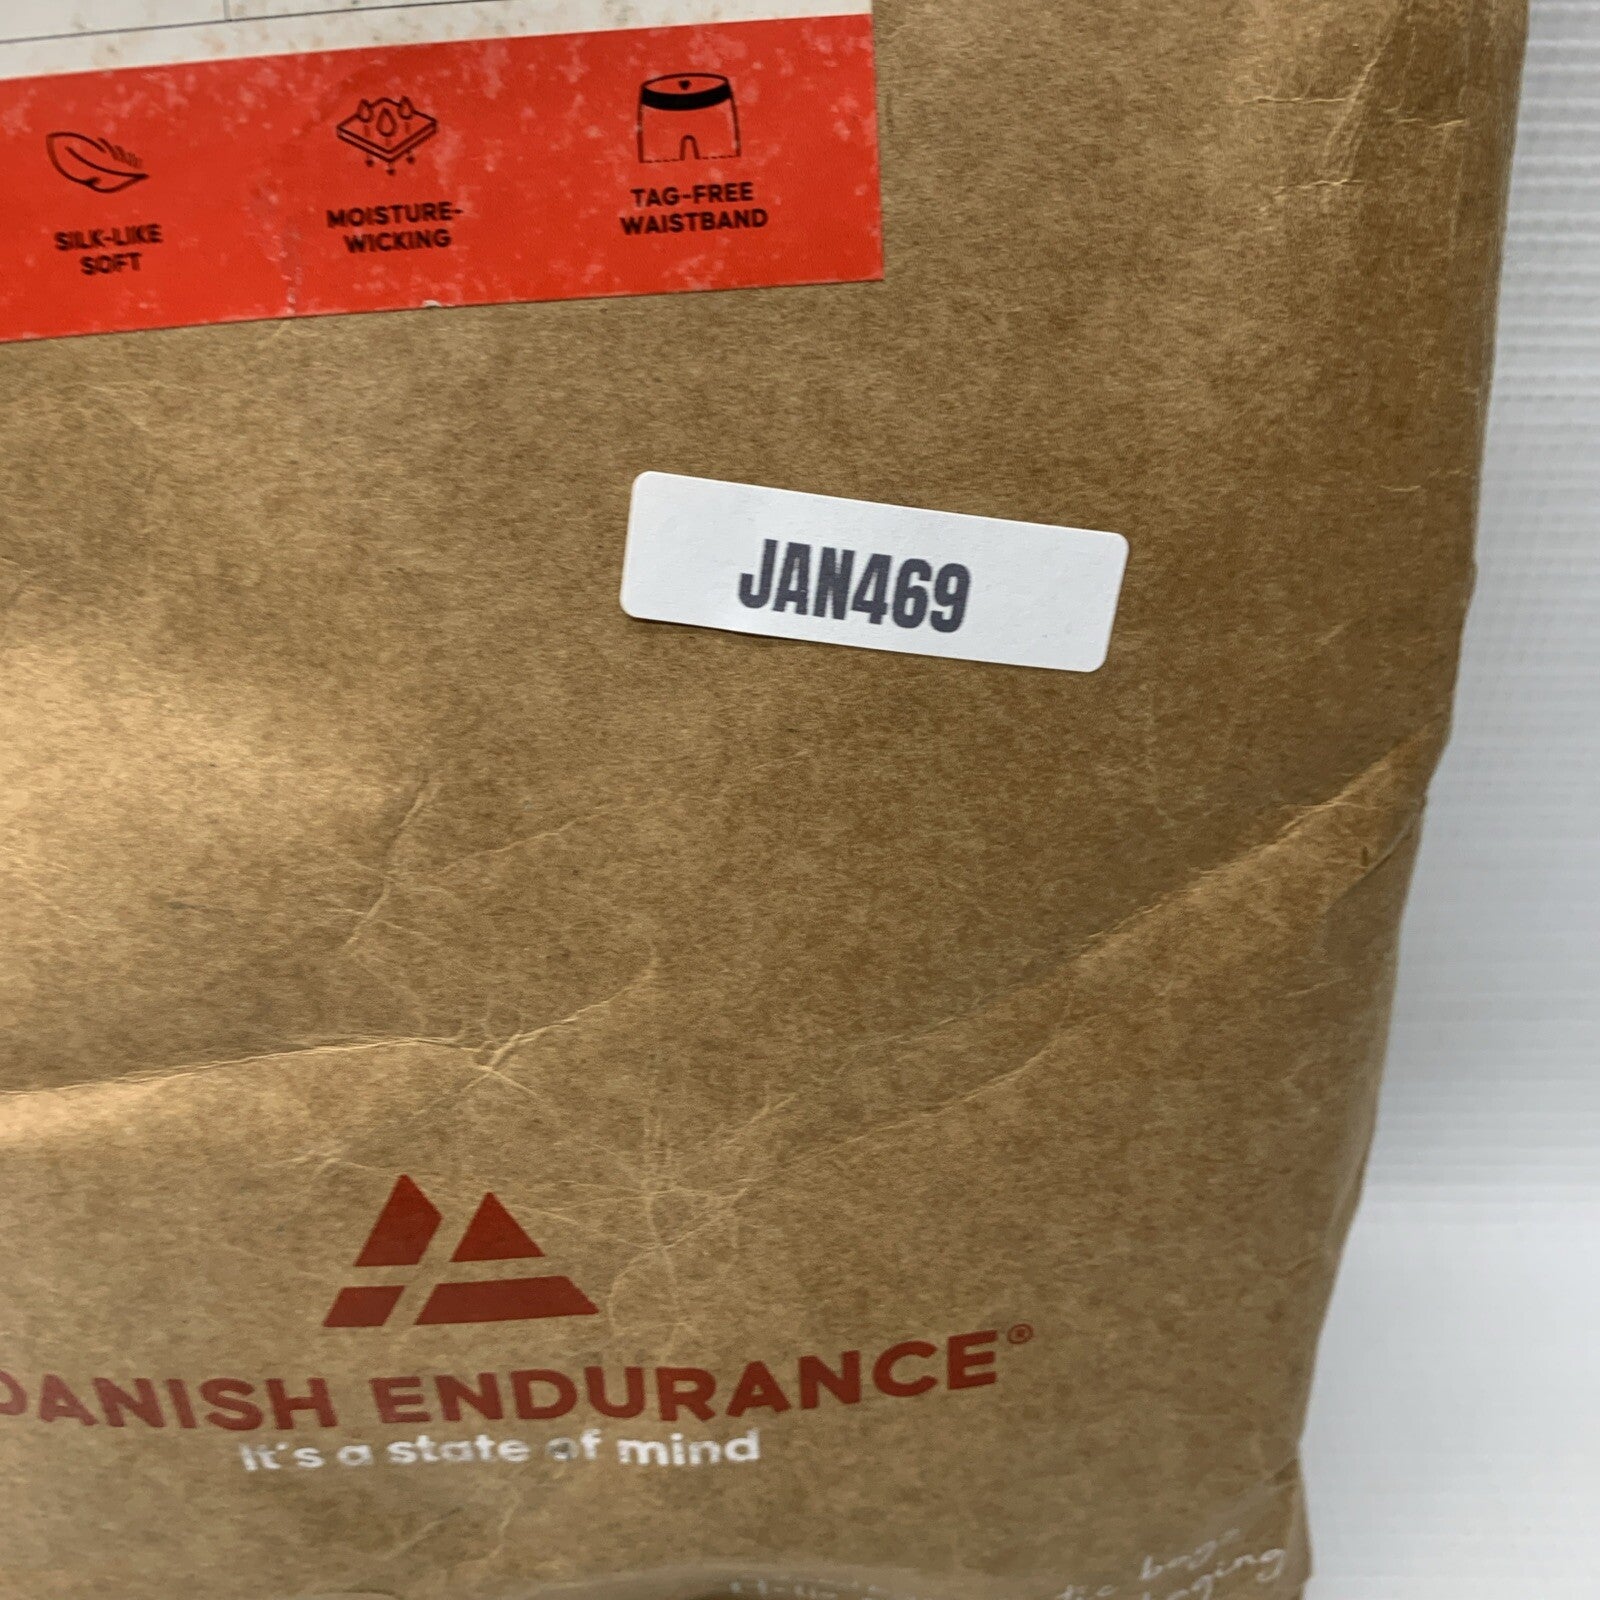 SILK-LIKE
SOFT
MOISTURE-
WICKING
TAG-FREE
WAISTBAND
JAN469
DANISH ENDURANCE®
It's a state of mind